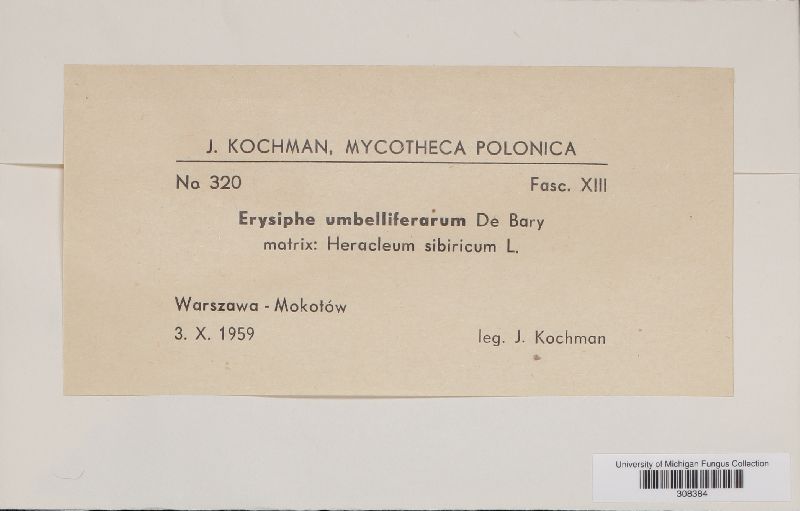 J. KOCHMAN, MYCOTHECA POLONICA
No 320 Fasc. XIII
Erysiphe umbelliferarum De Bary
matrix: Heracleum sibiricum L.
Warszawa - Mokotów
3. X. 1959 leg. J. Kochman
University of Michigan Fungus Collection
308384